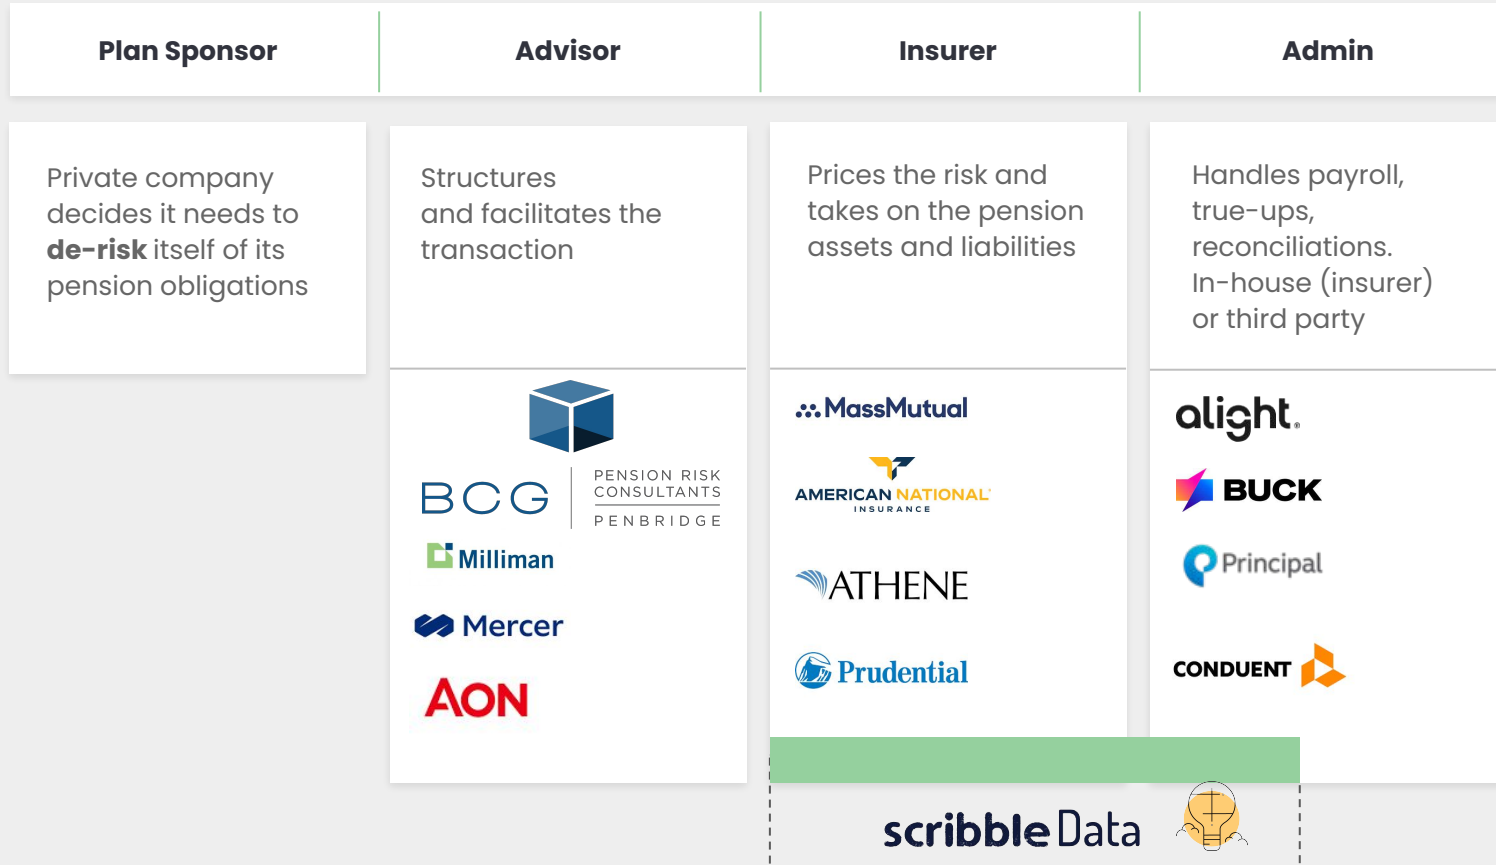 Plan Sponsor
Advisor
Insurer
Admin
Private company
decides it needs to
de-risk itself of its
pension obligations
Structures
and facilitates the
transaction
Prices the risk and
takes on the pension
assets and liabilities
Handles payroll,
true-ups,
reconciliations.
In-house (insurer)
or third party
BCG
PENSION RISK
CONSULTANTS
PENBRIDGE
Milliman
Mercer
AON
MassMutual
AMERICAN NATIONAL
INSURANCE
ATHENE
Prudential
alight®
BUCK
Principal
CONDUENT
scribble Data